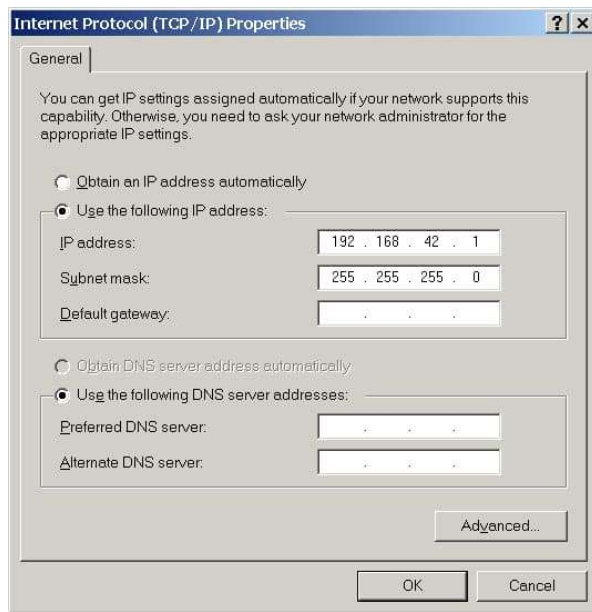 Internet Protocol (TCP/IP) Properties
General
You can get IP settings assigned automatically if your network supports this
capability. Otherwise, you need to ask your network administrator for the
appropriate IP settings.
Obtain an IP address automatically
Use the following IP address:
IP address: 192 . 168 . 42 . 1
Subnet mask: 255 . 255 . 255 . 0
Default gateway: . . .
Obtain DNS server address automatically
Use the following DNS server addresses:
Preferred DNS server: . . .
Alternate DNS server: . . .
Advanced...
OK Cancel